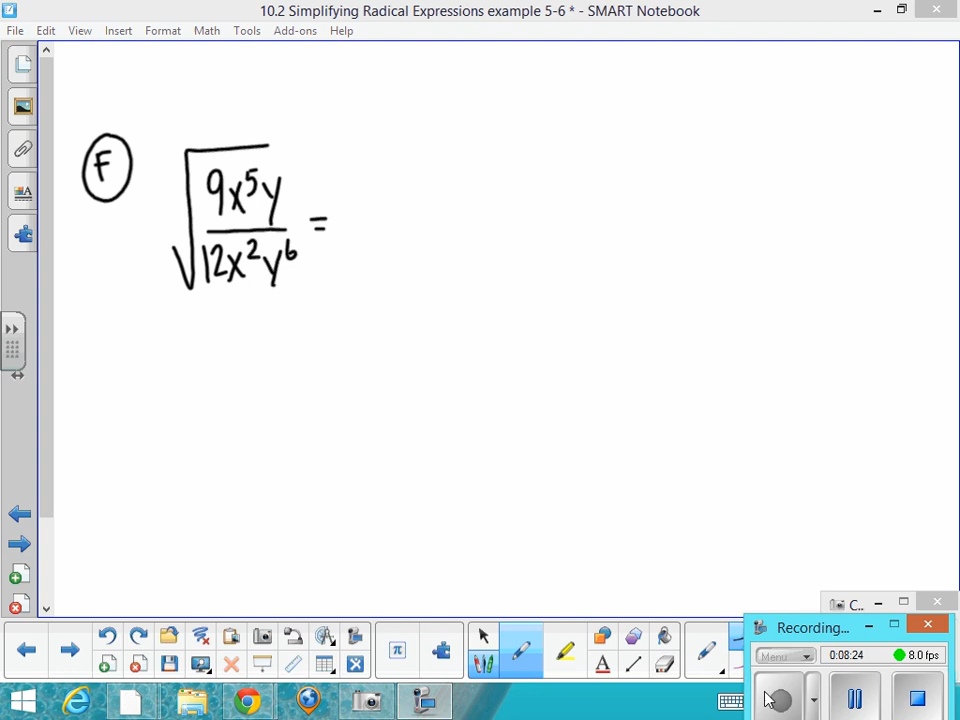 10.2 Simplifying Radical Expressions example 5-6 * - SMART Notebook
File Edit View Insert Format Math Tools Add-ons Help
F √(9x⁵y / 12x²y⁶) =
C..
Recording...
Menu 0:08:24 8.0 fps
π
A